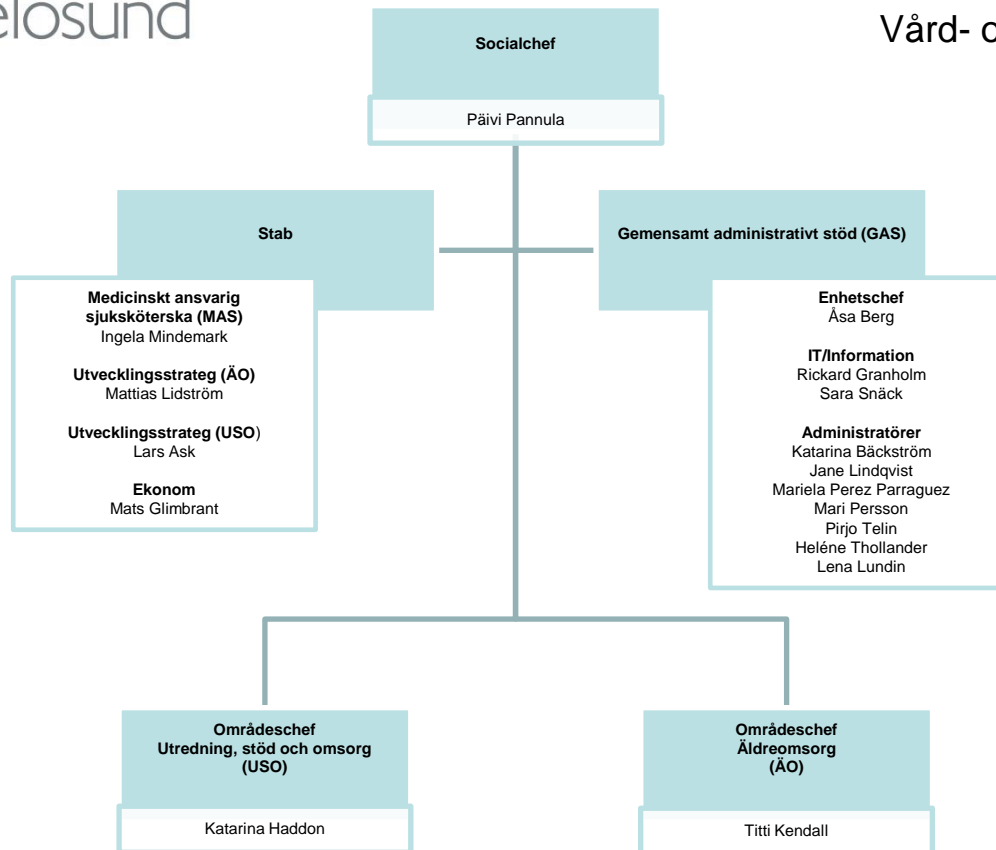 elösund
Vård- o
Socialchef
Päivi Pannula
Stab
Medicinskt ansvarig
sjuksköterska (MAS)
Ingela Mindemark
Utvecklingsstrateg (ÄO)
Mattias Lidström
Utvecklingsstrateg (USO)
Lars Ask
Ekonom
Mats Glimbrant
Gemensamt administrativt stöd (GAS)
Enhetschef
Åsa Berg
IT/Information
Rickard Granholm
Sara Snäck
Administratörer
Katarina Bäckström
Jane Lindqvist
Mariela Perez Parraguez
Mari Persson
Pirjo Telin
Heléne Thollander
Lena Lundin
Områdeschef
Utredning, stöd och omsorg
(USO)
Katarina Haddon
Områdeschef
Äldreomsorg
(ÄO)
Titti Kendall